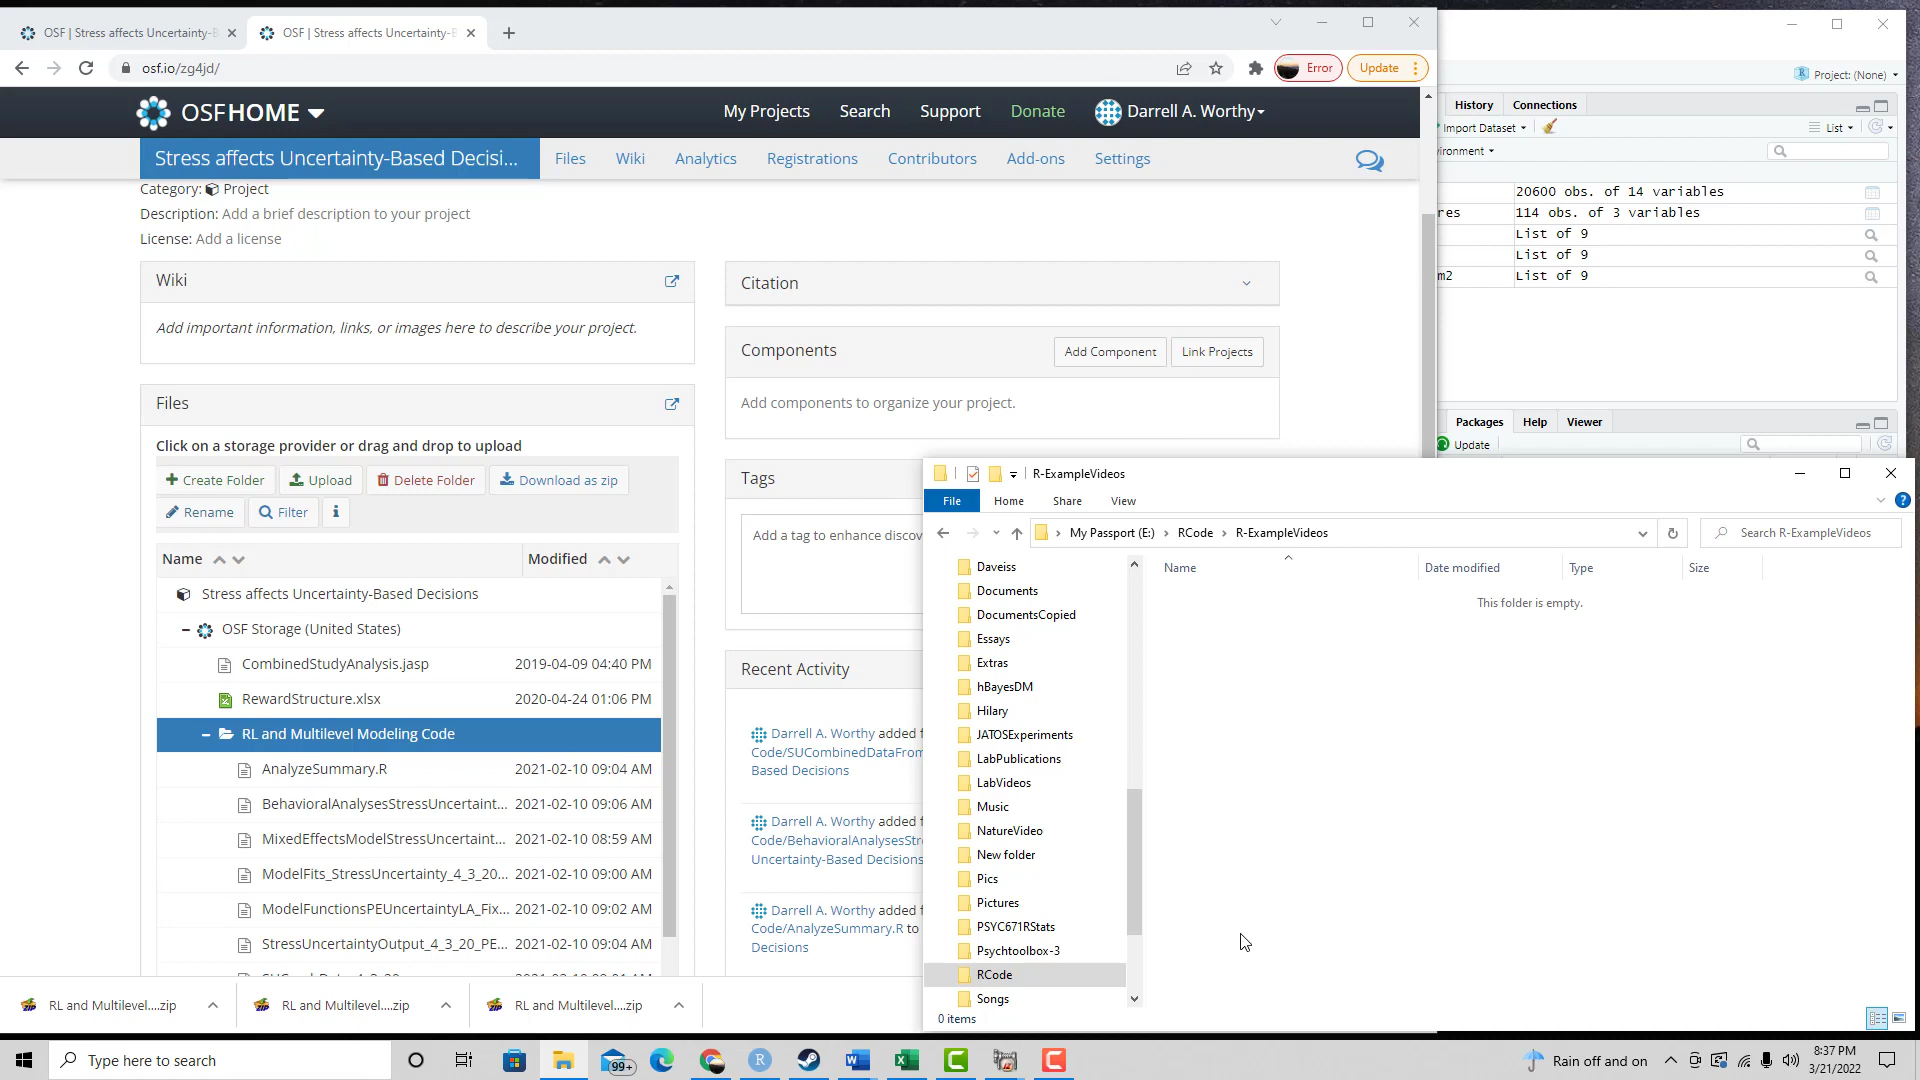 OSF | Stress affects Uncertainty-B
OSF | Stress affects Uncertainty-B
osf.io/zg4jd/
Error
Update
OSFHOME
My Projects
Search
Support
Donate
Darrell A. Worthy
Stress affects Uncertainty-Based Decisi...
Files
Wiki
Analytics
Registrations
Contributors
Add-ons
Settings
Category: Project
Description: Add a brief description to your project
License: Add a license
Wiki
Add important information, links, or images here to describe your project.
Citation
Components
Add Component
Link Projects
Add components to organize your project.
Files
Click on a storage provider or drag and drop to upload
Create Folder
Upload
Delete Folder
Download as zip
Rename
Filter
i
Name
Modified
Stress affects Uncertainty-Based Decisions
OSF Storage (United States)
CombinedStudyAnalysis.jasp 2019-04-09 04:40 PM
RewardStructure.xlsx 2020-04-24 01:06 PM
RL and Multilevel Modeling Code
AnalyzeSummary.R 2021-02-10 09:04 AM
BehavioralAnalysesStressUncertaint... 2021-02-10 09:06 AM
MixedEffectsModelStressUncertaint... 2021-02-10 08:59 AM
ModelFits_StressUncertainty_4_3_20... 2021-02-10 09:00 AM
ModelFunctionsPEUncertaintyLA_Fix... 2021-02-10 09:02 AM
StressUncertaintyOutput_4_3_20_PE... 2021-02-10 09:04 AM
Tags
Add a tag to enhance discov
Recent Activity
Darrell A. Worthy added f
Code/SUCombinedDataFrom
Based Decisions
Darrell A. Worthy added f
Code/BehavioralAnalysesStre
Uncertainty-Based Decisions
Darrell A. Worthy added f
Code/AnalyzeSummary.R to
Decisions
Project: (None)
History
Connections
Import Dataset
List
vironment
20600 obs. of 14 variables
res 114 obs. of 3 variables
List of 9
List of 9
m2 List of 9
Packages
Help
Viewer
Update
R-ExampleVideos
File
Home
Share
View
?
My Passport (E:) › RCode › R-ExampleVideos
Search R-ExampleVideos
Name
Date modified
Type
Size
This folder is empty.
Daveiss
Documents
DocumentsCopied
Essays
Extras
hBayesDM
Hilary
JATOSExperiments
LabPublications
LabVideos
Music
NatureVideo
New folder
Pics
Pictures
PSYC671RStats
Psychtoolbox-3
RCode
Songs
0 items
RL and Multilevel....zip
RL and Multilevel....zip
RL and Multilevel....zip
Type here to search
99+
Rain off and on
8:37 PM
3/21/2022